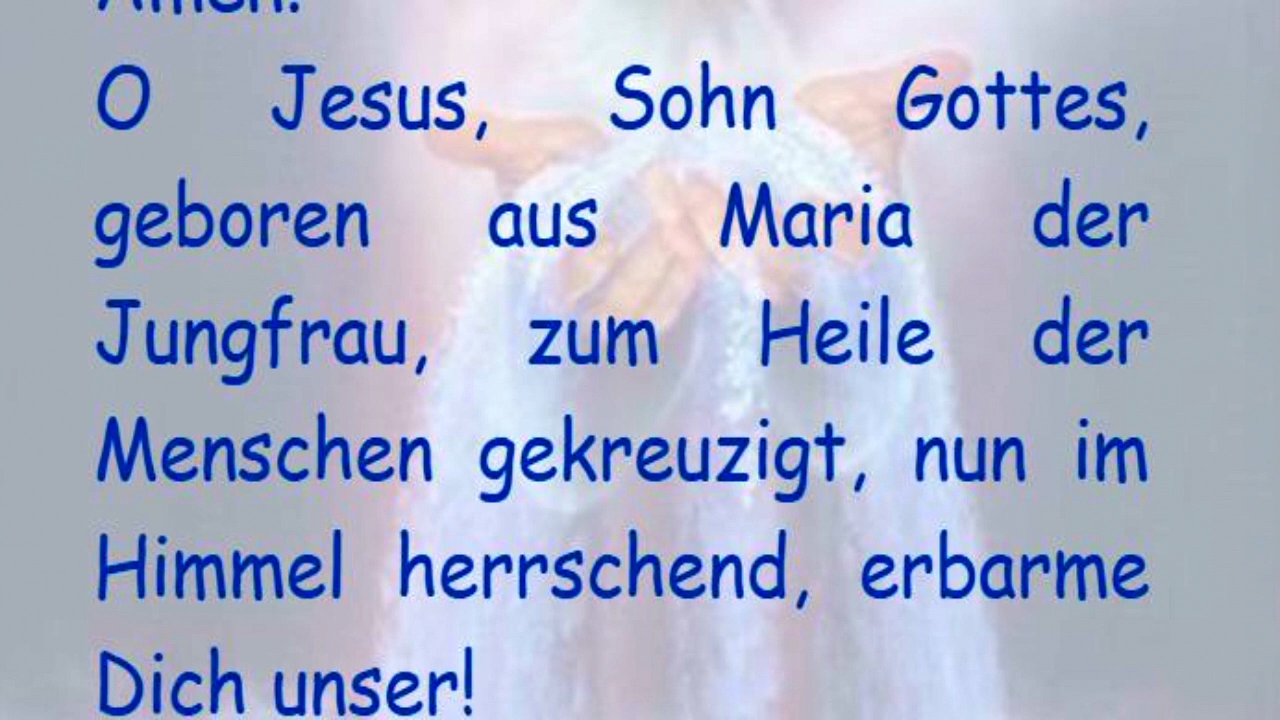 Amen.
O Jesus, Sohn Gottes,
geboren aus Maria der
Jungfrau, zum Heile der
Menschen gekreuzigt, nun im
Himmel herrschend, erbarme
Dich unser!